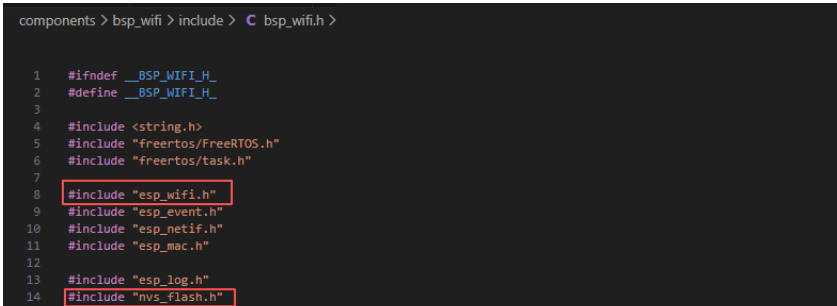 components > bsp_wifi > include > C bsp_wifi.h >
1 #ifndef __BSP_WIFI_H_
2 #define __BSP_WIFI_H_
3
4 #include <string.h>
5 #include "freertos/FreeRTOS.h"
6 #include "freertos/task.h"
7
8 #include "esp_wifi.h"
9 #include "esp_event.h"
10 #include "esp_netif.h"
11 #include "esp_mac.h"
12
13 #include "esp_log.h"
14 #include "nvs_flash.h"